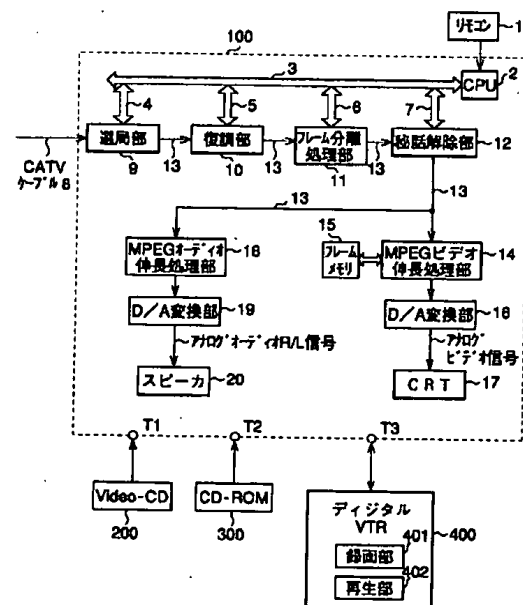 リモコン 1
100
3
CPU 2
4 5 6 7
選局部 復調部 フレーム分離処理部 秘話解除部 12
9 13 10 13 11 13
CATV
ケーブル 8
13
13
15
MPEGオーディオ
伸長処理部 18
フレーム
メモリ
MPEGビデオ
伸長処理部 14
D/A変換部 19
D/A変換部 16
アナログオーディオR/L信号
アナログ
ビデオ信号
スピーカ 20
CRT 17
T1 T2 T3
Video-CD
200
CD-ROM
300
ディジタル
VTR 400
録画部 401
再生部 402